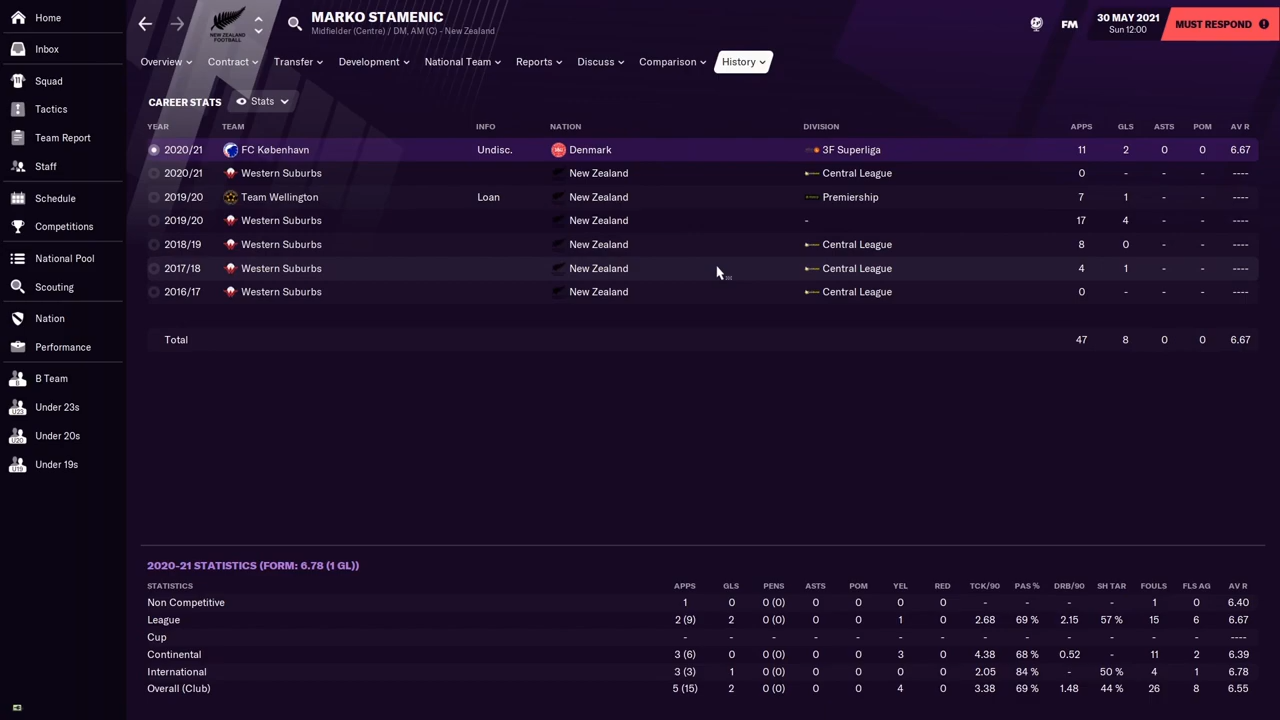 Home
Inbox
Squad
Tactics
Team Report
Staff
Schedule
Competitions
National Pool
Scouting
Nation
Performance
B Team
Under 23s
Under 20s
Under 19s
NEW ZEALAND
FOOTBALL
MARKO STAMENIC
Midfielder (Centre) / DM, AM (C) - New Zealand
FM
30 MAY 2021
Sun 12:00
MUST RESPOND
Overview Contract Transfer Development National Team Reports Discuss Comparison History
CAREER STATS Stats
YEAR TEAM INFO NATION DIVISION APPS GLS ASTS POM AV R
2020/21 FC København Undisc. Denmark 3F Superliga 11 2 0 0 6.67
2020/21 Western Suburbs New Zealand Central League 0 - - - ----
2019/20 Team Wellington Loan New Zealand Premiership 7 1 - - ----
2019/20 Western Suburbs New Zealand - 17 4 - - ----
2018/19 Western Suburbs New Zealand Central League 8 0 - - ----
2017/18 Western Suburbs New Zealand Central League 4 1 - - ----
2016/17 Western Suburbs New Zealand Central League 0 - - - ----
Total 47 8 0 0 6.67
2020-21 STATISTICS (FORM: 6.78 (1 GL))
STATISTICS APPS GLS PENS ASTS POM YEL RED TCK/90 PAS % DRB/90 SH TAR FOULS FLS AG AV R
Non Competitive 1 0 0 (0) 0 0 0 0 - - - - 1 0 6.40
League 2 (9) 2 0 (0) 0 0 1 0 2.68 69 % 2.15 57 % 15 6 6.67
Cup - - - - - - - - - - - - - ----
Continental 3 (6) 0 0 (0) 0 0 3 0 4.38 68 % 0.52 - 11 2 6.39
International 3 (3) 1 0 (0) 0 0 0 0 2.05 84 % - 50 % 4 1 6.78
Overall (Club) 5 (15) 2 0 (0) 0 0 4 0 3.38 69 % 1.48 44 % 26 8 6.55